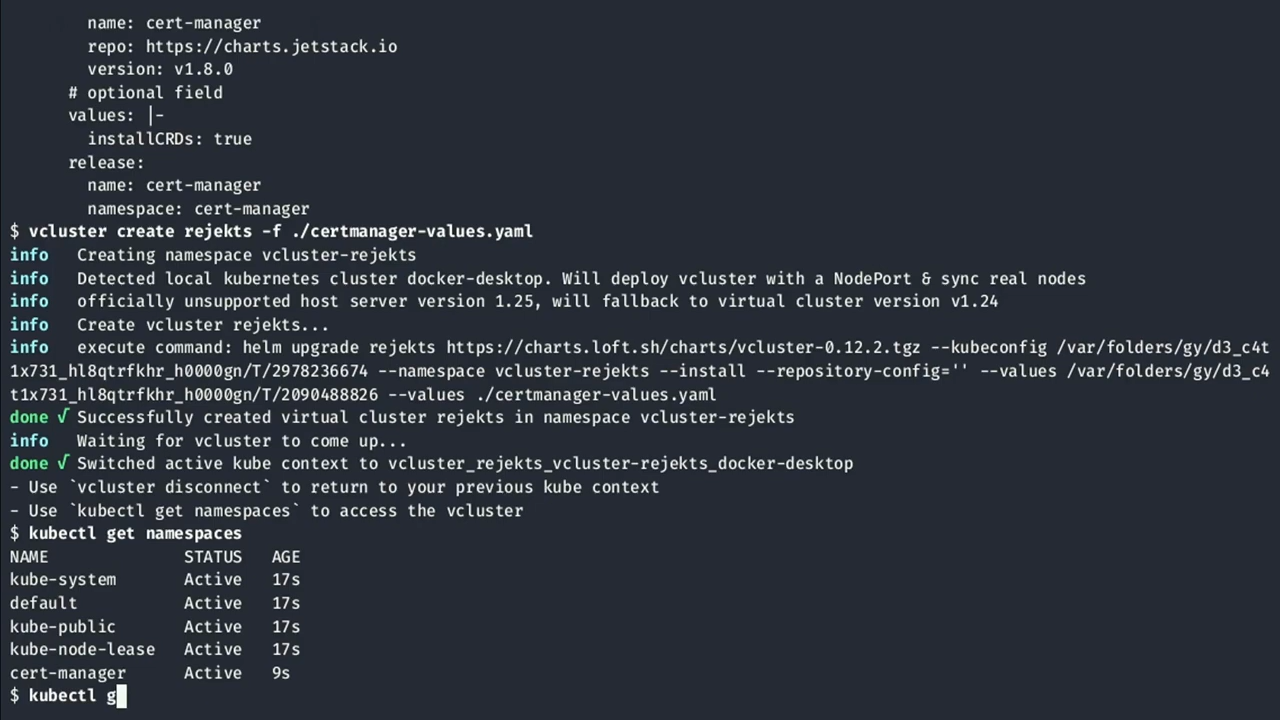 name: cert-manager
repo: https://charts.jetstack.io
version: v1.8.0
# optional field
values: |-
installCRDs: true
release:
name: cert-manager
namespace: cert-manager
$ vcluster create rejekts -f ./certmanager-values.yaml
info   Creating namespace vcluster-rejekts
info   Detected local kubernetes cluster docker-desktop. Will deploy vcluster with a NodePort & sync real nodes
info   officially unsupported host server version 1.25, will fallback to virtual cluster version v1.24
info   Create vcluster rejekts...
info   execute command: helm upgrade rejekts https://charts.loft.sh/charts/vcluster-0.12.2.tgz --kubeconfig /var/folders/gy/d3_c4t
1x731_hl8qtrfkhr_h0000gn/T/2978236674 --namespace vcluster-rejekts --install --repository-config='' --values /var/folders/gy/d3_c4
t1x731_hl8qtrfkhr_h0000gn/T/2090488826 --values ./certmanager-values.yaml
done √ Successfully created virtual cluster rejekts in namespace vcluster-rejekts
info   Waiting for vcluster to come up...
done √ Switched active kube context to vcluster_rejekts_vcluster-rejekts_docker-desktop
- Use `vcluster disconnect` to return to your previous kube context
- Use `kubectl get namespaces` to access the vcluster
$ kubectl get namespaces
NAME              STATUS   AGE
kube-system       Active   17s
default           Active   17s
kube-public       Active   17s
kube-node-lease   Active   17s
cert-manager      Active   9s
$ kubectl g